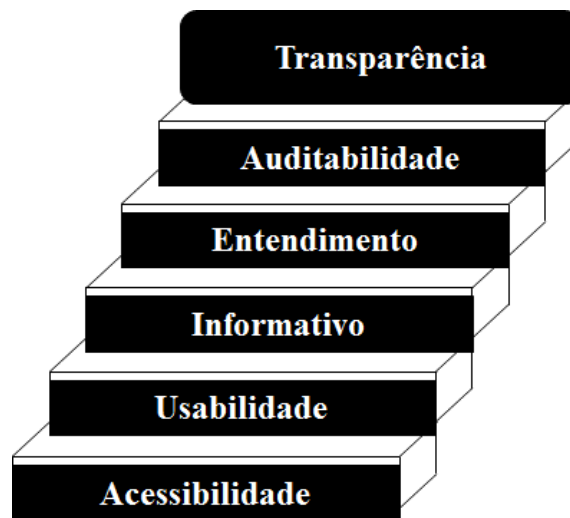 Transparência
Auditabilidade
Entendimento
Informativo
Usabilidade
Acessibilidade